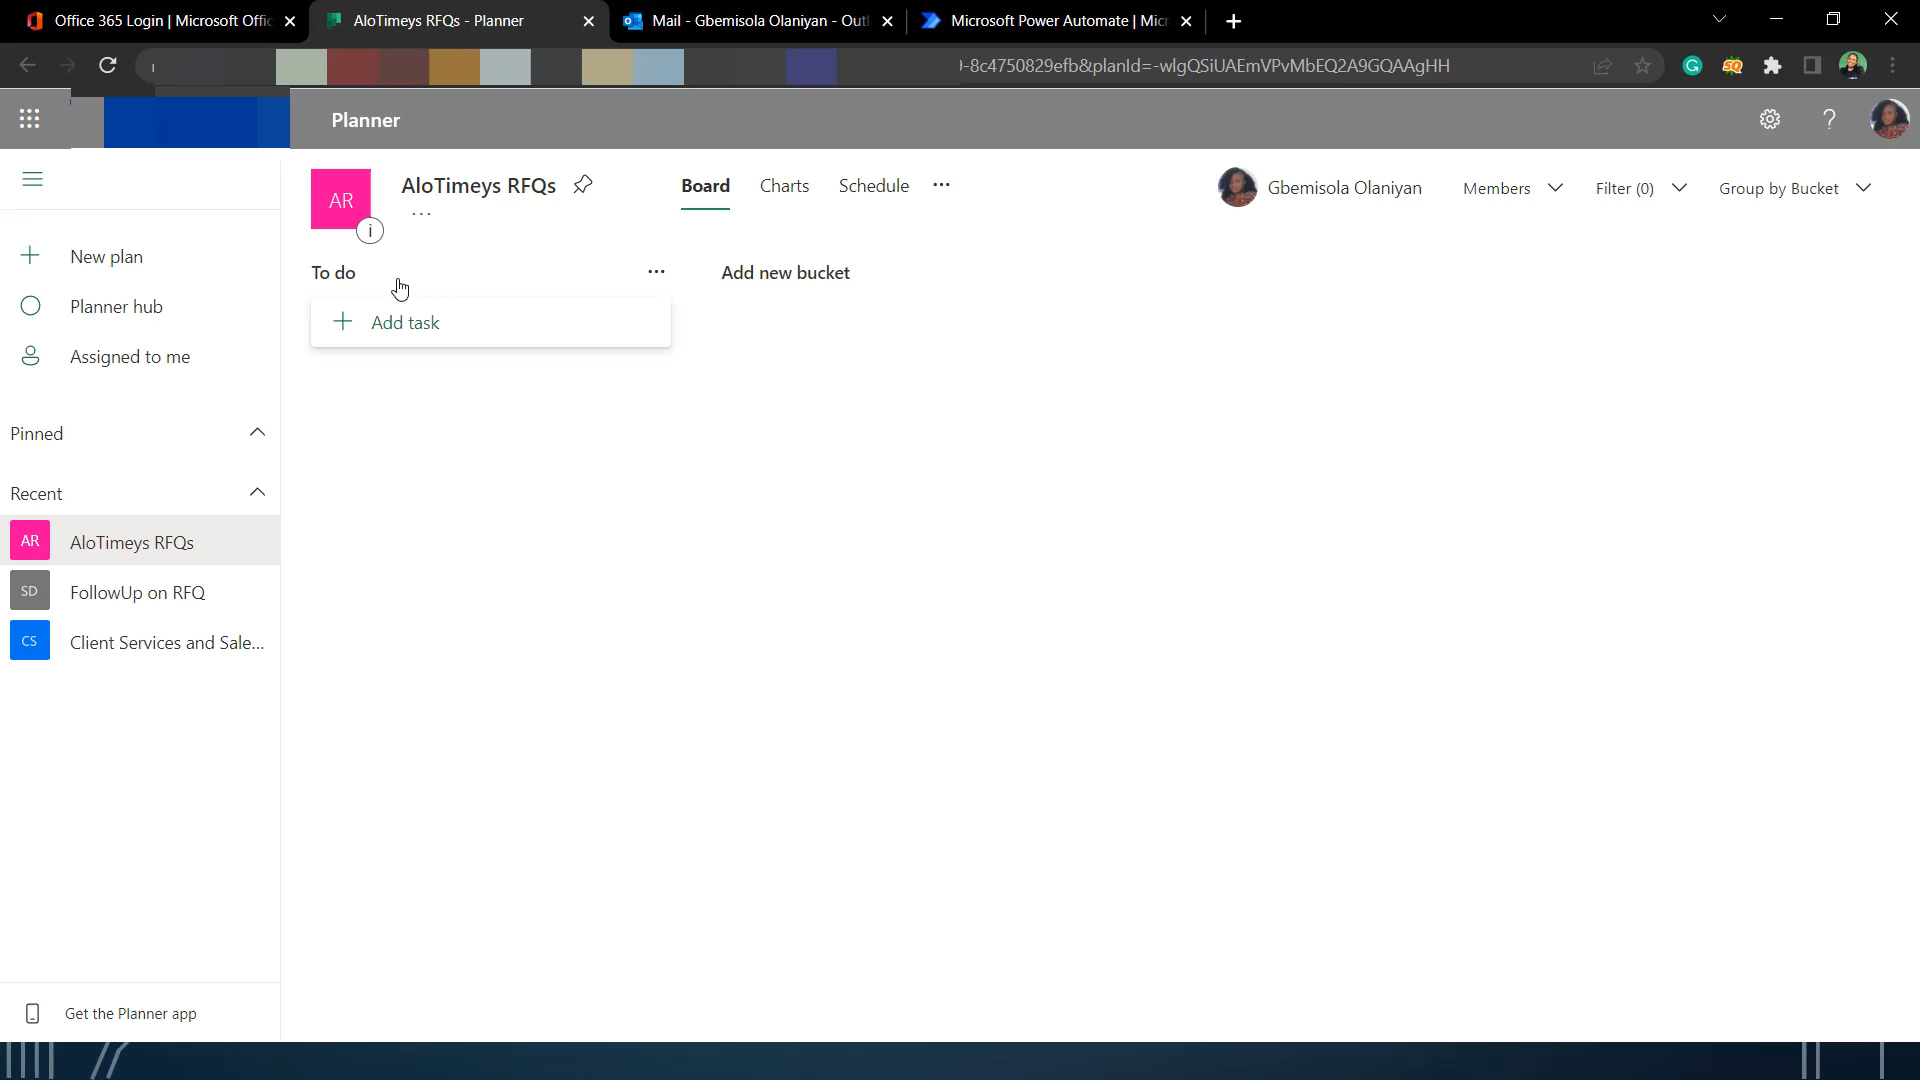 Office 365 Login | Microsoft Offic
AloTimeys RFQs - Planner
Mail - Gbemisola Olaniyan - Outl
Microsoft Power Automate | Micr
-8c4750829efb&planId=-wlgQSiUAEmVPvMbEQ2A9GQAAgHH
Planner
AR
AloTimeys RFQs
Board
Charts
Schedule
Gbemisola Olaniyan
Members
Filter (0)
Group by Bucket
New plan
Planner hub
Assigned to me
Pinned
Recent
AR AloTimeys RFQs
SD FollowUp on RFQ
CS Client Services and Sale...
Get the Planner app
To do
Add task
Add new bucket